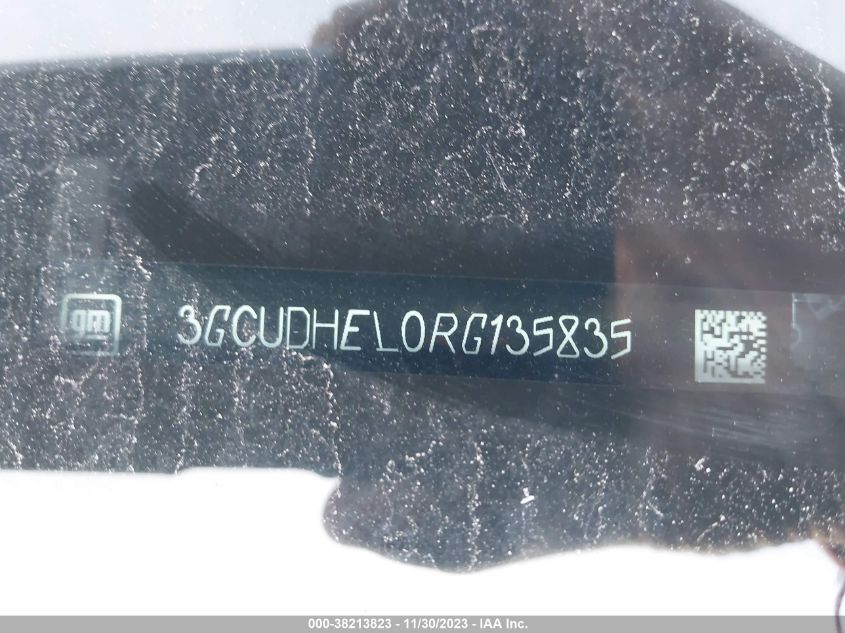 gm 3GCUDHEL0RG135835
000-38213823 - 11/30/2023 - IAA Inc.